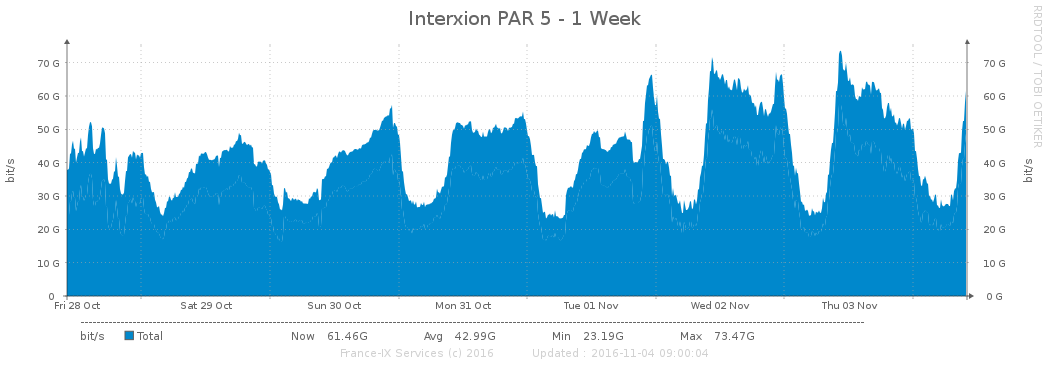 Interxion PAR 5 - 1 Week
RRDTOOL / TOBI OETIKER
bit/s
70 G
60 G
50 G
40 G
30 G
20 G
10 G
0
70 G
60 G
50 G
40 G
30 G
20 G
10 G
0 G
bit/s
Fri 28 Oct Sat 29 Oct Sun 30 Oct Mon 31 Oct Tue 01 Nov Wed 02 Nov Thu 03 Nov
bit/s Total Now 61.46G Avg 42.99G Min 23.19G Max 73.47G
France-IX Services (c) 2016 Updated : 2016-11-04 09:00:04